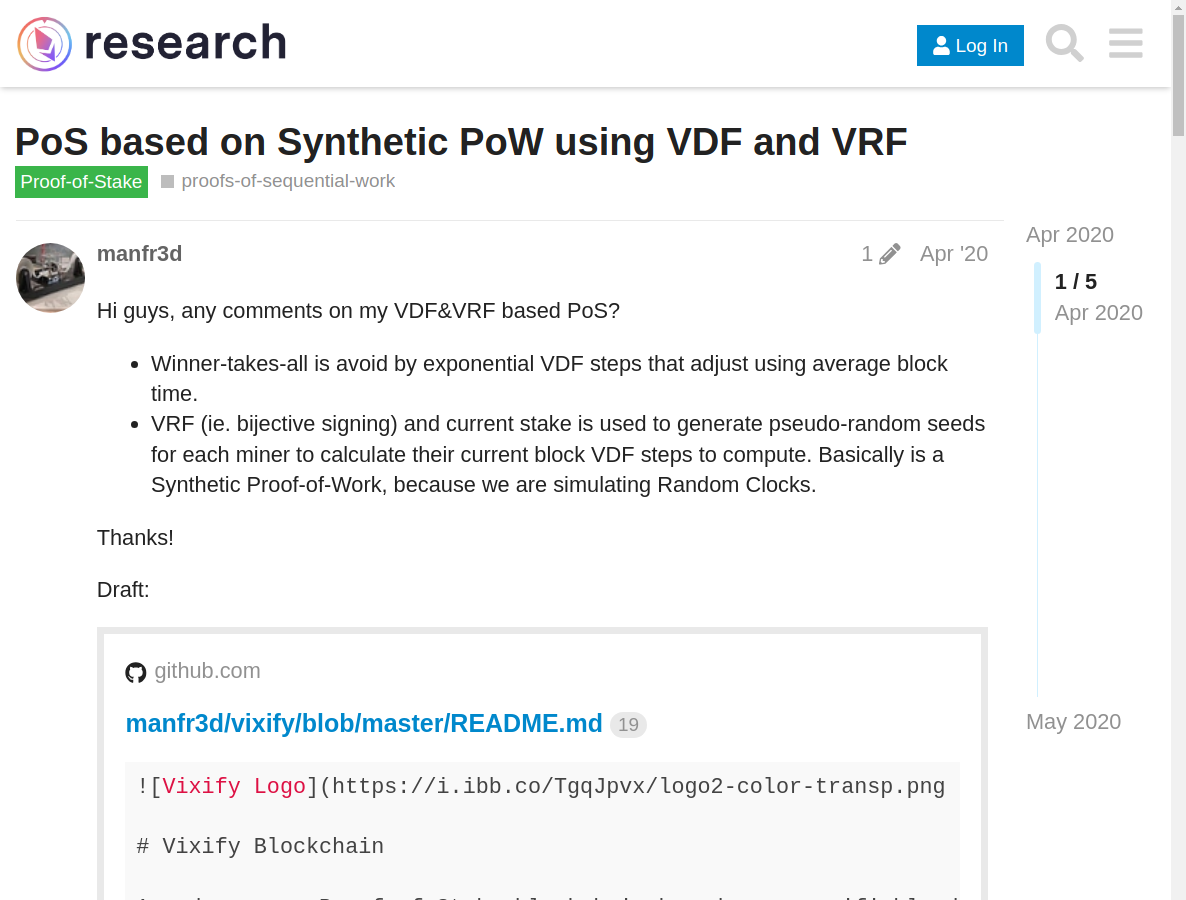 research
Log In
PoS based on Synthetic PoW using VDF and VRF
Proof-of-Stake proofs-of-sequential-work
manfr3d 1 Apr '20
Apr 2020
1 / 5
Apr 2020
Hi guys, any comments on my VDF&VRF based PoS?
Winner-takes-all is avoid by exponential VDF steps that adjust using average block
time.
VRF (ie. bijective signing) and current stake is used to generate pseudo-random seeds
for each miner to calculate their current block VDF steps to compute. Basically is a
Synthetic Proof-of-Work, because we are simulating Random Clocks.
Thanks!
Draft:
github.com
manfr3d/vixify/blob/master/README.md 19
May 2020
![Vixify Logo](https://i.ibb.co/TgqJpvx/logo2-color-transp.png
# Vixify Blockchain